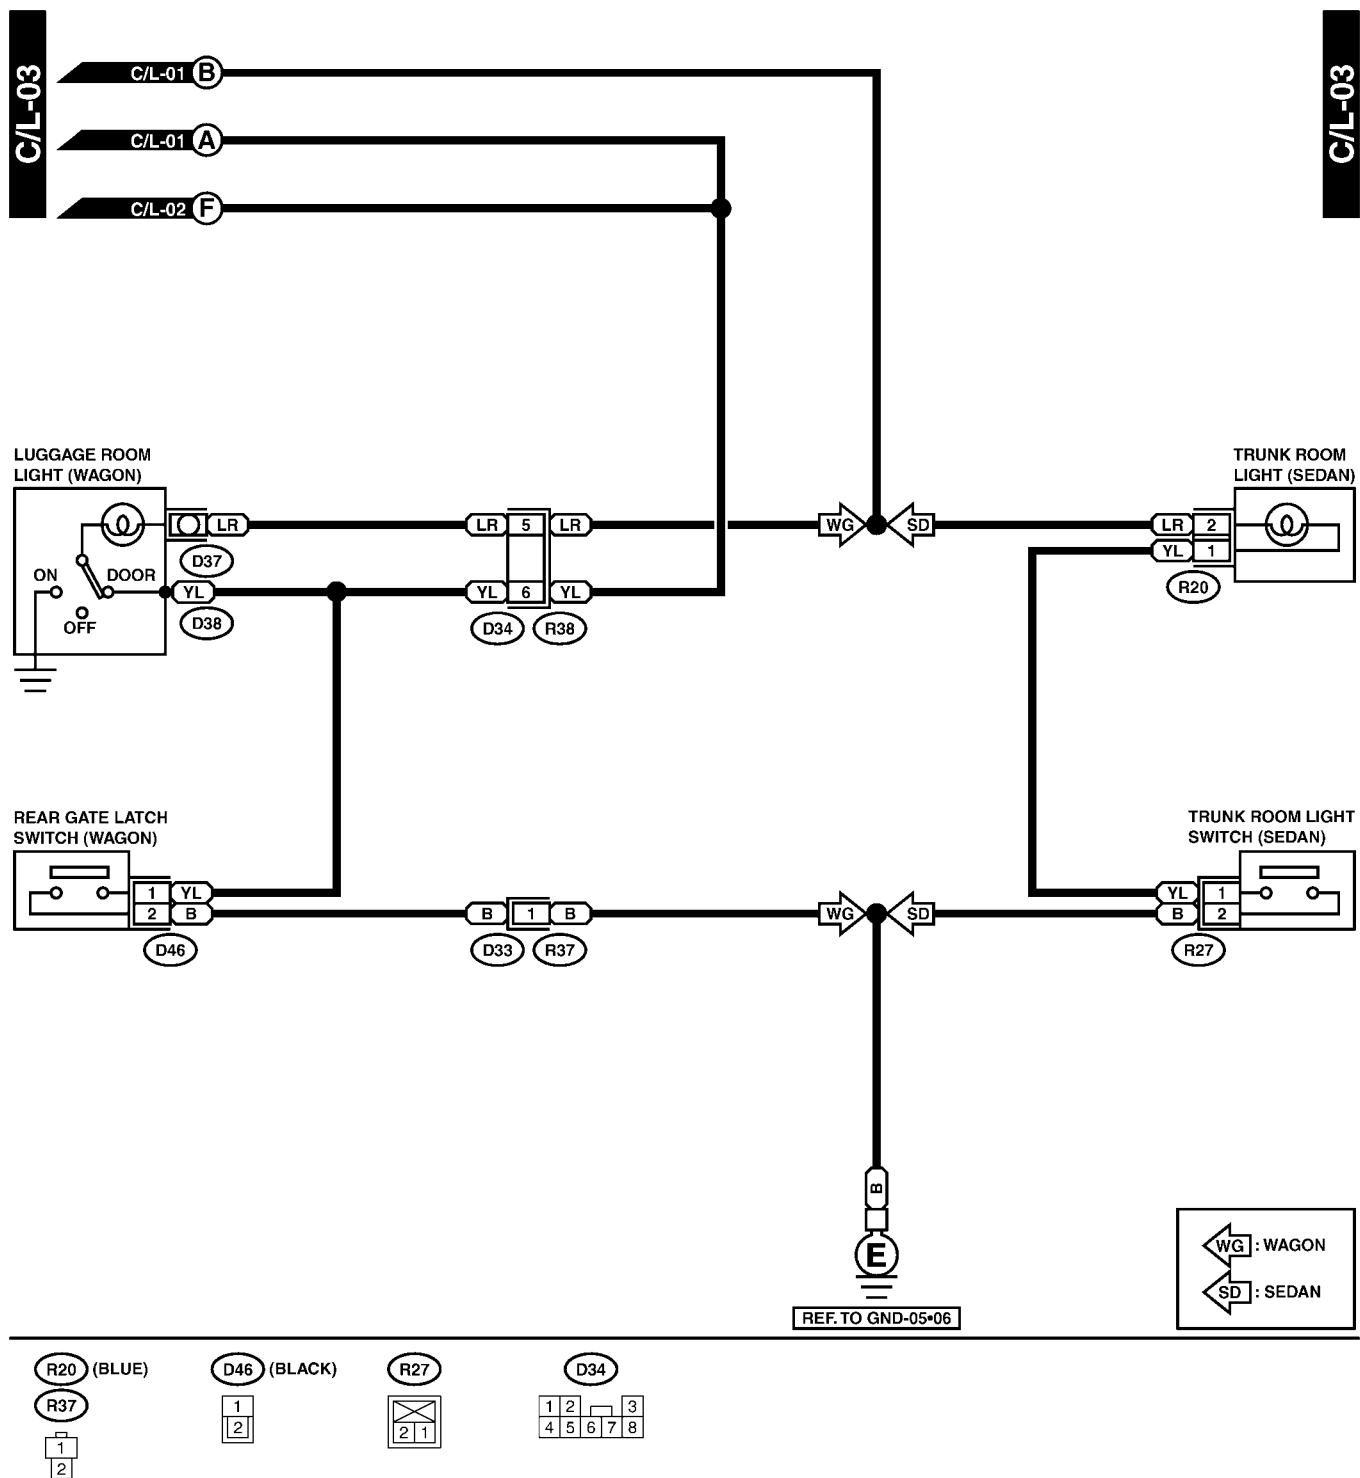 C/L-03
C/L-03
C/L-01 B
C/L-01 A
C/L-02 F
LUGGAGE ROOM
LIGHT (WAGON)
TRUNK ROOM
LIGHT (SEDAN)
LR
LR 5 LR
WG
SD
LR 2
YL 1
D37
R20
ON
DOOR
OFF
YL
YL 6 YL
D38
D34
R38
REAR GATE LATCH
SWITCH (WAGON)
TRUNK ROOM LIGHT
SWITCH (SEDAN)
1 YL
2 B
B 1 B
WG
SD
YL 1
B 2
D46
D33
R37
R27
B
E
REF. TO GND-05•06
WG : WAGON
SD : SEDAN
R20 (BLUE)
R37
1
2
D46 (BLACK)
1
2
R27
2 1
D34
1 2 3
4 5 6 7 8